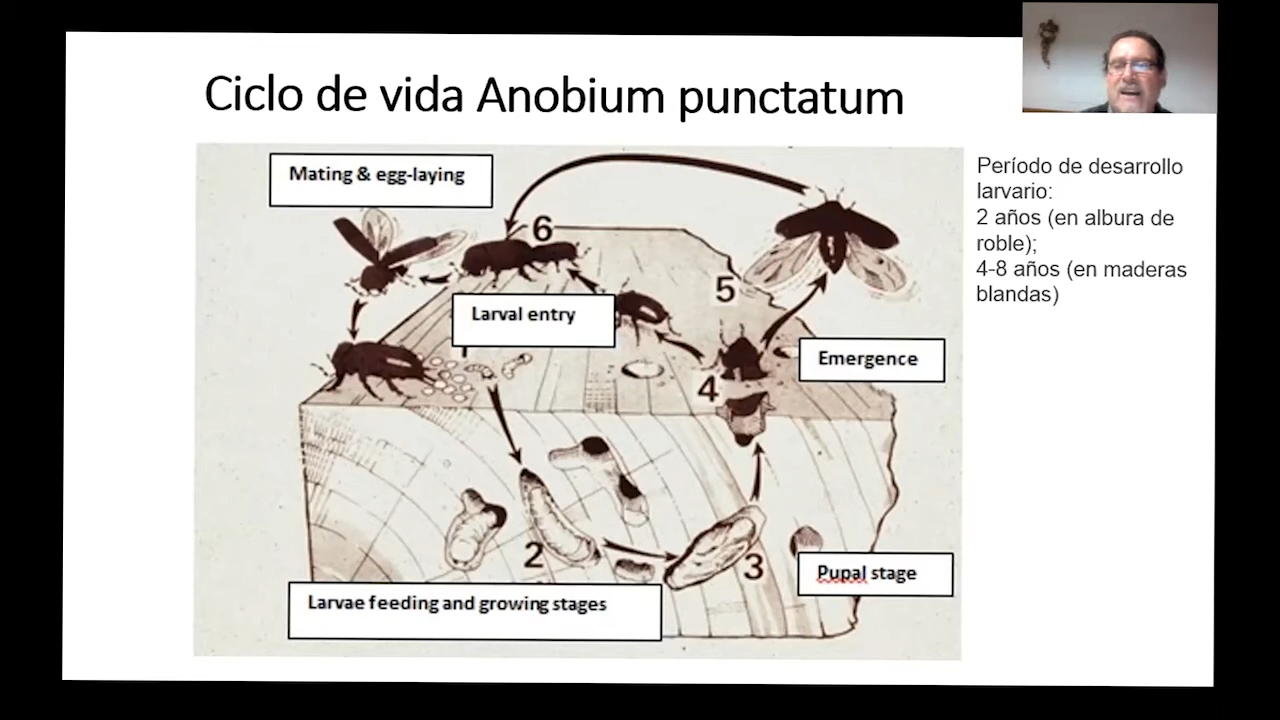 Ciclo de vida Anobium punctatum
Mating & egg-laying
6
Larval entry
5
Emergence
4
2
3
Pupal stage
Larvae feeding and growing stages
Período de desarrollo
larvario:
2 años (en albura de
roble);
4-8 años (en maderas
blandas)